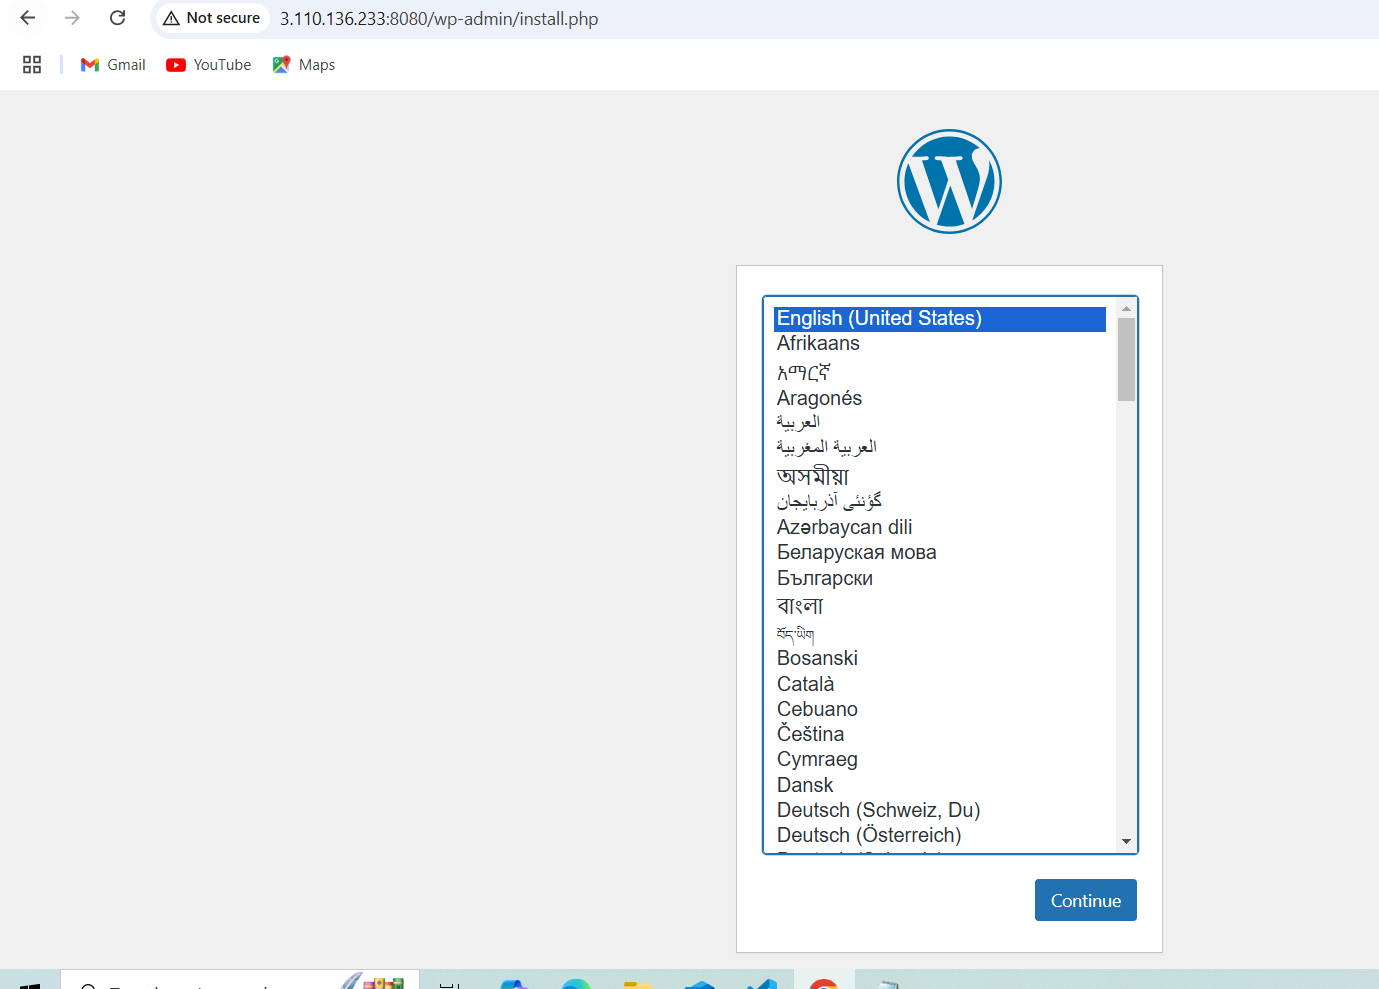 Not secure 3.110.136.233:8080/wp-admin/install.php
Gmail YouTube Maps
English (United States)
Afrikaans
አማርኛ
Aragonés
العربية
العربية المغربية
অসমীয়া
گؤنئی آذربایجان
Azərbaycan dili
Беларуская мова
Български
বাংলা
བོད་ཡིག
Bosanski
Català
Cebuano
Čeština
Cymraeg
Dansk
Deutsch (Schweiz, Du)
Deutsch (Österreich)
Continue